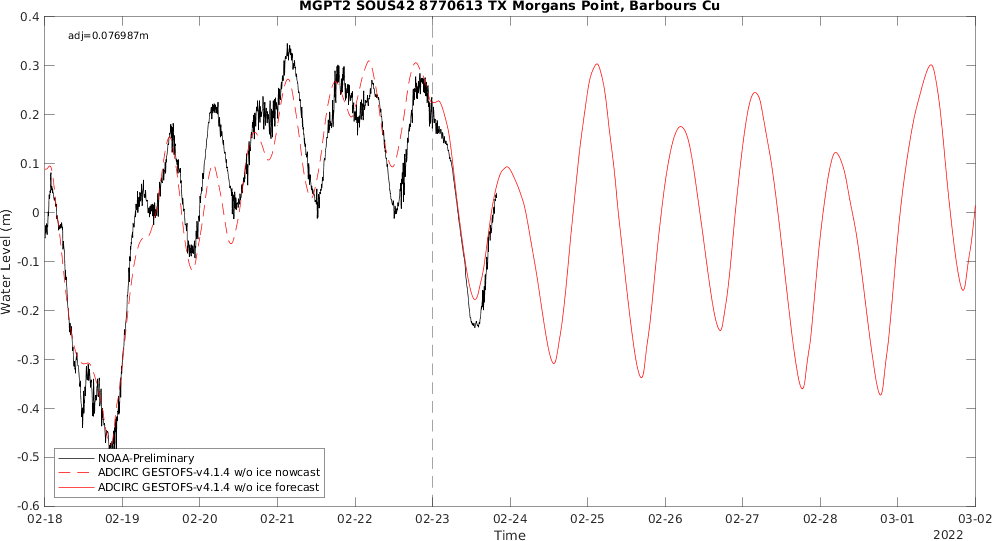 MGPT2 SOUS42 8770613 TX Morgans Point, Barbours Cu
adj=0.076987m
Water Level (m)
0.4
0.3
0.2
0.1
0
-0.1
-0.2
-0.3
-0.4
-0.5
-0.6
NOAA-Preliminary
ADCIRC GESTOFS-v4.1.4 w/o ice nowcast
ADCIRC GESTOFS-v4.1.4 w/o ice forecast
02-18 02-19 02-20 02-21 02-22 02-23 02-24 02-25 02-26 02-27 02-28 03-01 03-02
Time
2022